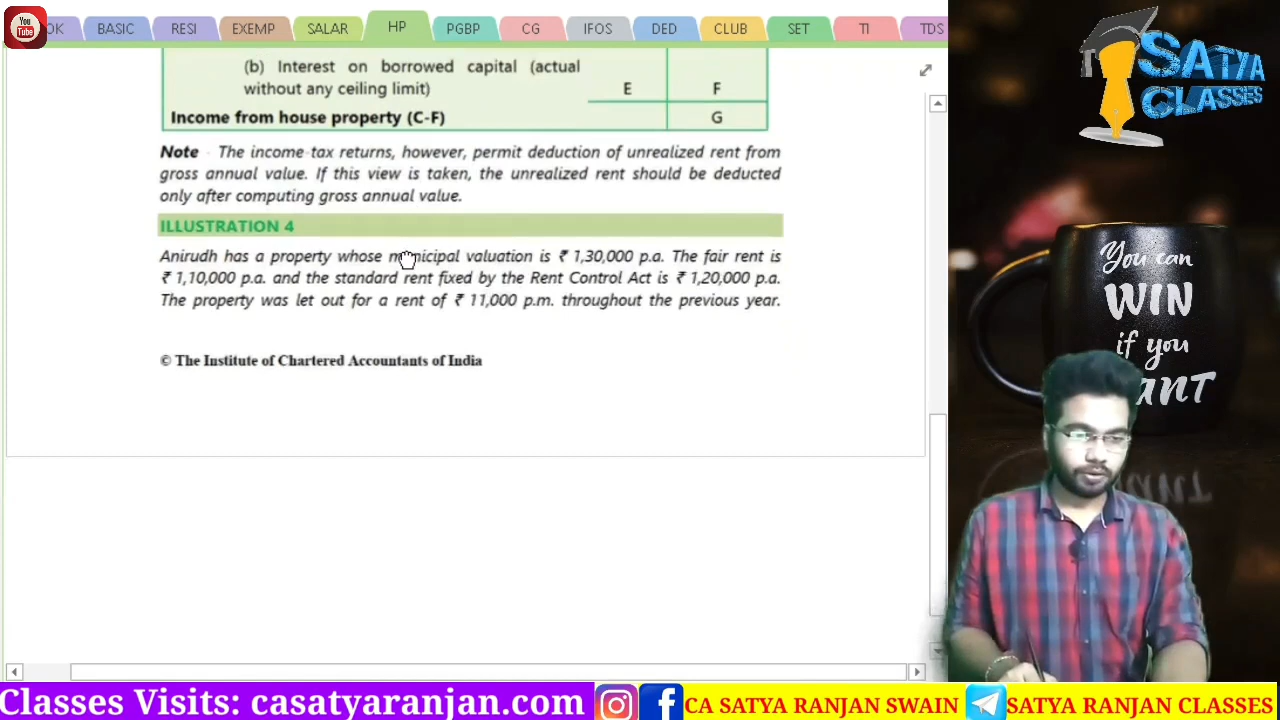 You
Tube
OK BASIC RESI EXEMP SALAR HP PGBP CG IFOS DED CLUB SET TI TDS
SATYA
CLASSES
(b) Interest on borrowed capital (actual
without any ceiling limit) E F
Income from house property (C-F) G
Note - The income-tax returns, however, permit deduction of unrealized rent from
gross annual value. If this view is taken, the unrealized rent should be deducted
only after computing gross annual value.
ILLUSTRATION 4
Anirudh has a property whose municipal valuation is ₹ 1,30,000 p.a. The fair rent is
₹ 1,10,000 p.a. and the standard rent fixed by the Rent Control Act is ₹ 1,20,000 p.a.
The property was let out for a rent of ₹ 11,000 p.m. throughout the previous year.
© The Institute of Chartered Accountants of India
You can
WIN
if you
ANT
Classes Visits: casatyaranjan.com CA SATYA RANJAN SWAIN SATYA RANJAN CLASSES